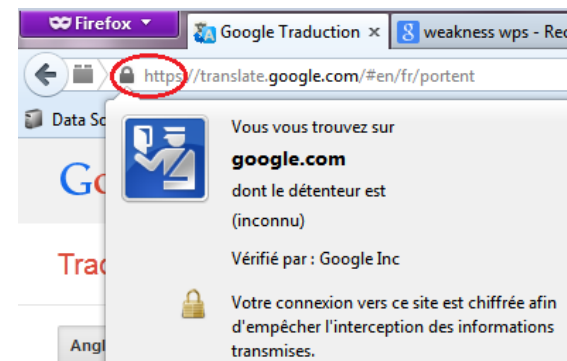 Firefox
Google Traduction × weakness wps - Rec
https://translate.google.com/#en/fr/portent
Data Sc
Go
Vous vous trouvez sur
google.com
dont le détenteur est
(inconnu)
Trad
Vérifié par : Google Inc
Votre connexion vers ce site est chiffrée afin
d'empêcher l'interception des informations
Angl
transmises.